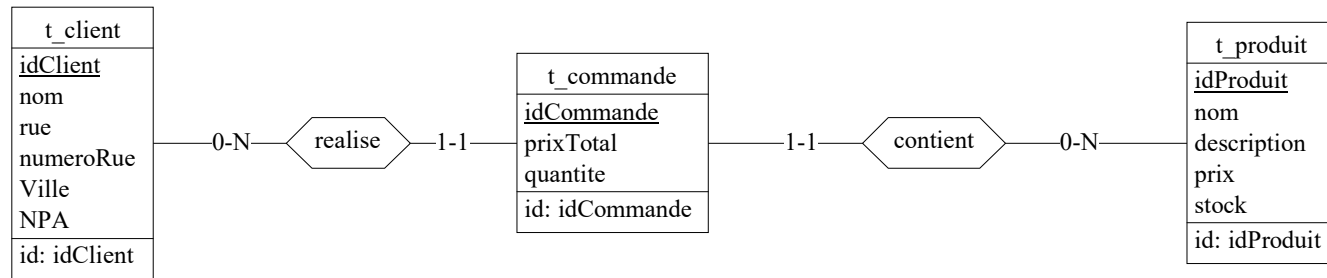 t_client
idClient
nom
rue
numeroRue
Ville
NPA
id: idClient
0-N
realise
1-1
t_commande
idCommande
prixTotal
quantite
id: idCommande
1-1
contient
0-N
t_produit
idProduit
nom
description
prix
stock
id: idProduit